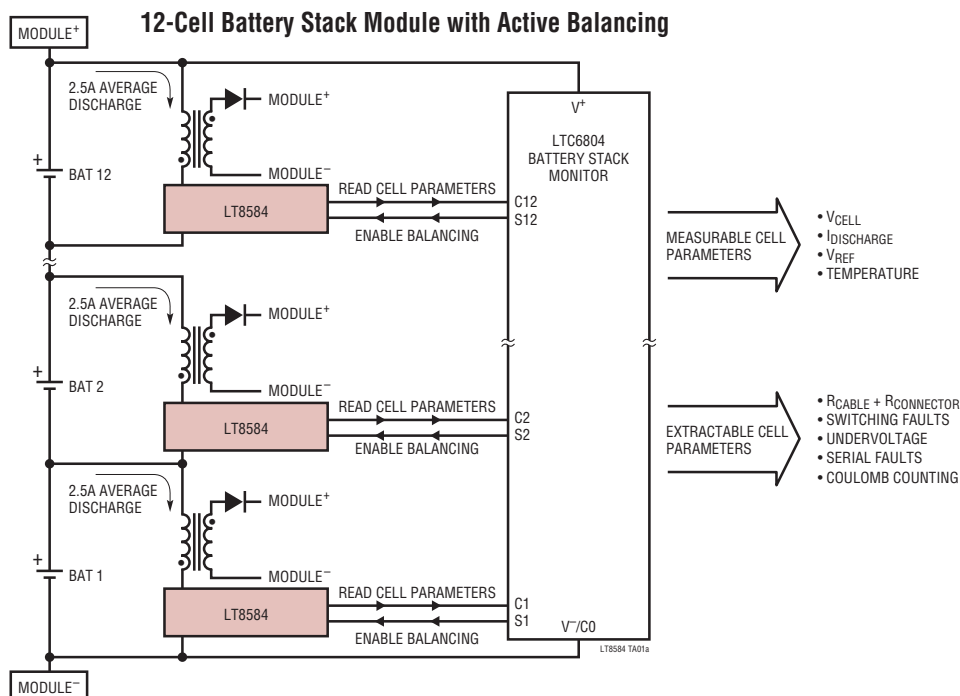 12-Cell Battery Stack Module with Active Balancing
MODULE+
2.5A AVERAGE
DISCHARGE
MODULE+
MODULE−
+
BAT 12
LT8584
READ CELL PARAMETERS
ENABLE BALANCING
V+
LTC6804
BATTERY STACK
MONITOR
C12
S12
MEASURABLE CELL
PARAMETERS
• VCELL
• IDISCHARGE
• VREF
• TEMPERATURE
2.5A AVERAGE
DISCHARGE
MODULE+
MODULE−
+
BAT 2
LT8584
READ CELL PARAMETERS
ENABLE BALANCING
C2
S2
EXTRACTABLE CELL
PARAMETERS
• RCABLE + RCONNECTOR
• SWITCHING FAULTS
• UNDERVOLTAGE
• SERIAL FAULTS
• COULOMB COUNTING
2.5A AVERAGE
DISCHARGE
MODULE+
MODULE−
+
BAT 1
LT8584
READ CELL PARAMETERS
ENABLE BALANCING
C1
S1
V−/C0
LT8584 TA01a
MODULE−